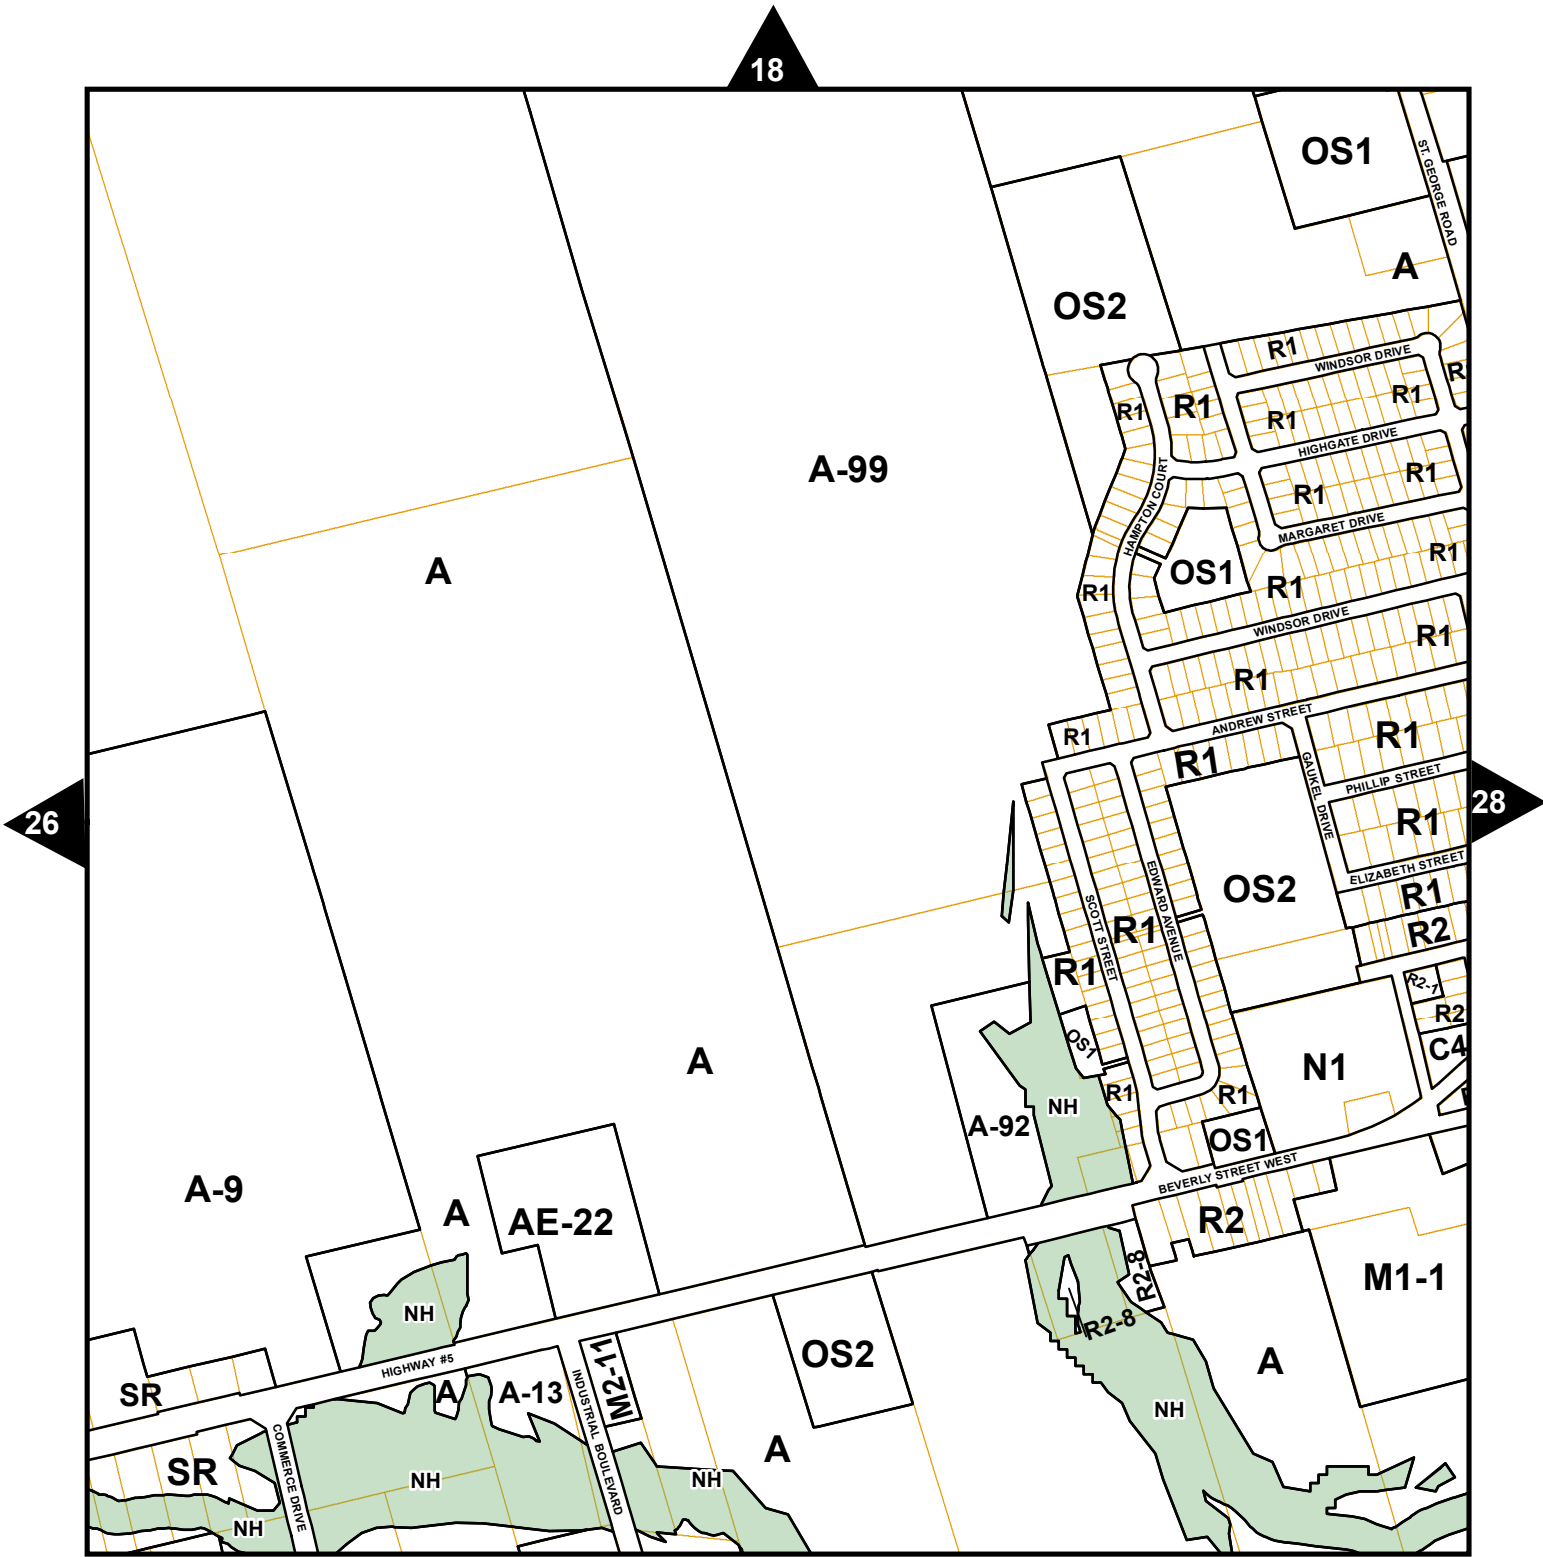 18
OS1
ST. GEORGE ROAD
A
OS2
R1
WINDSOR DRIVE
R
R1
R1
R1
R1
HIGHGATE DRIVE
A-99
R1
R1
HAMPTON COURT
MARGARET DRIVE
R1
A
OS1
R1
R1
WINDSOR DRIVE
R1
R1
ANDREW STREET
R1
R1
R1
GAUKEL DRIVE
PHILLIP STREET
26
28
R1
ELIZABETH STREET
OS2
R1
EDWARD AVENUE
SCOTT STREET
R1
R2
R1
R2-1
R2
OS1
C4
A
N1
R1
R1
NH
A-92
OS1
BEVERLY STREET WEST
A-9
A
AE-22
R2
R2-8
M1-1
NH
R2-8
OS2
HIGHWAY #5
A
SR
A
A-13
M2-11
INDUSTRIAL BOULEVARD
NH
COMMERCE DRIVE
A
SR
NH
NH
NH